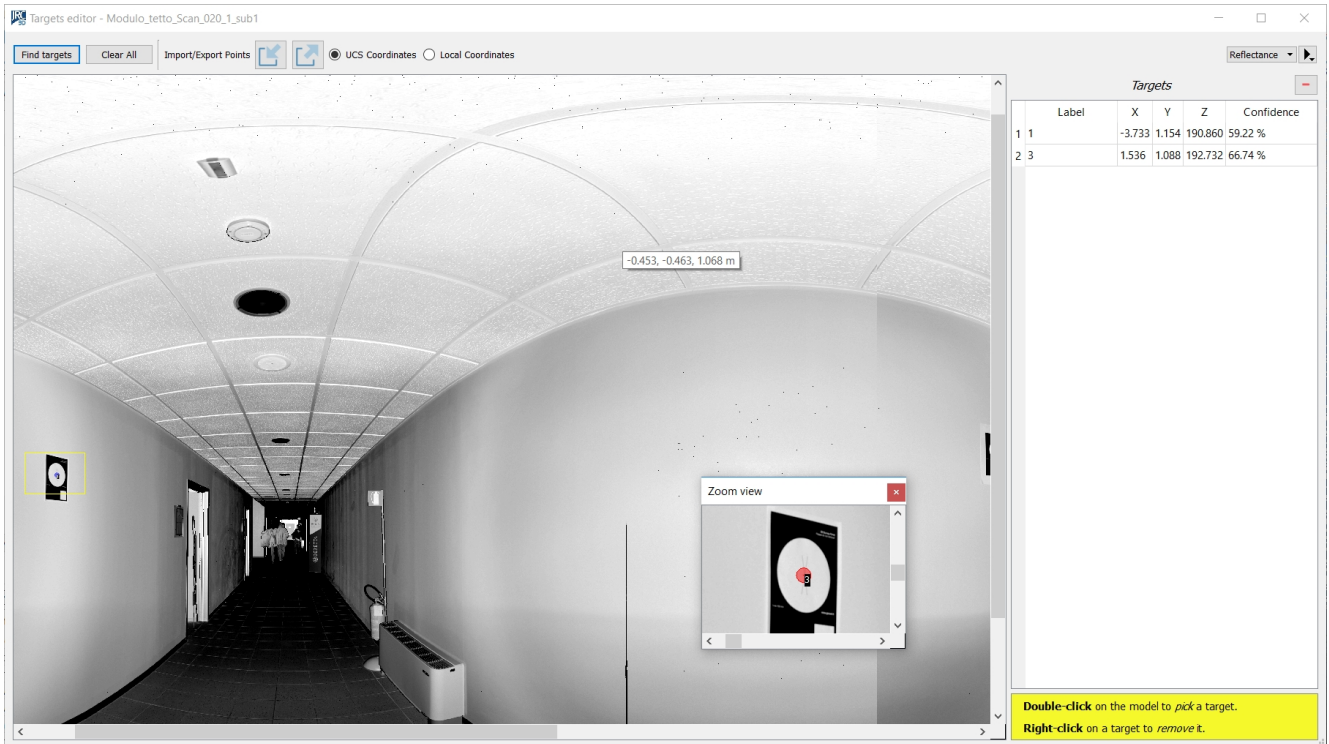 JRC 3D
Targets editor - Modulo_tetto_Scan_020_1_sub1
Find targets Clear All Import/Export Points UCS Coordinates Local Coordinates Reflectance
Targets
Label X Y Z Confidence
1 1 -3.733 1.154 190.860 59.22 %
2 3 1.536 1.088 192.732 66.74 %
-0.453, -0.463, 1.068 m
Zoom view
3
Double-click on the model to pick a target.
Right-click on a target to remove it.